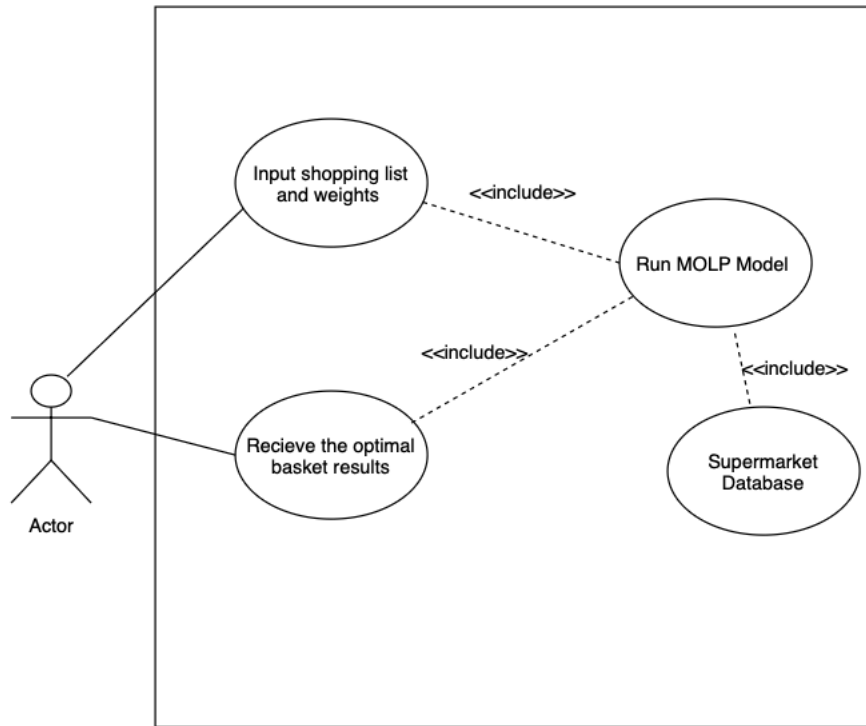 Input shopping list
and weights
<<include>>
Run MOLP Model
<<include>>
<<include>>
Recieve the optimal
basket results
Supermarket
Database
Actor